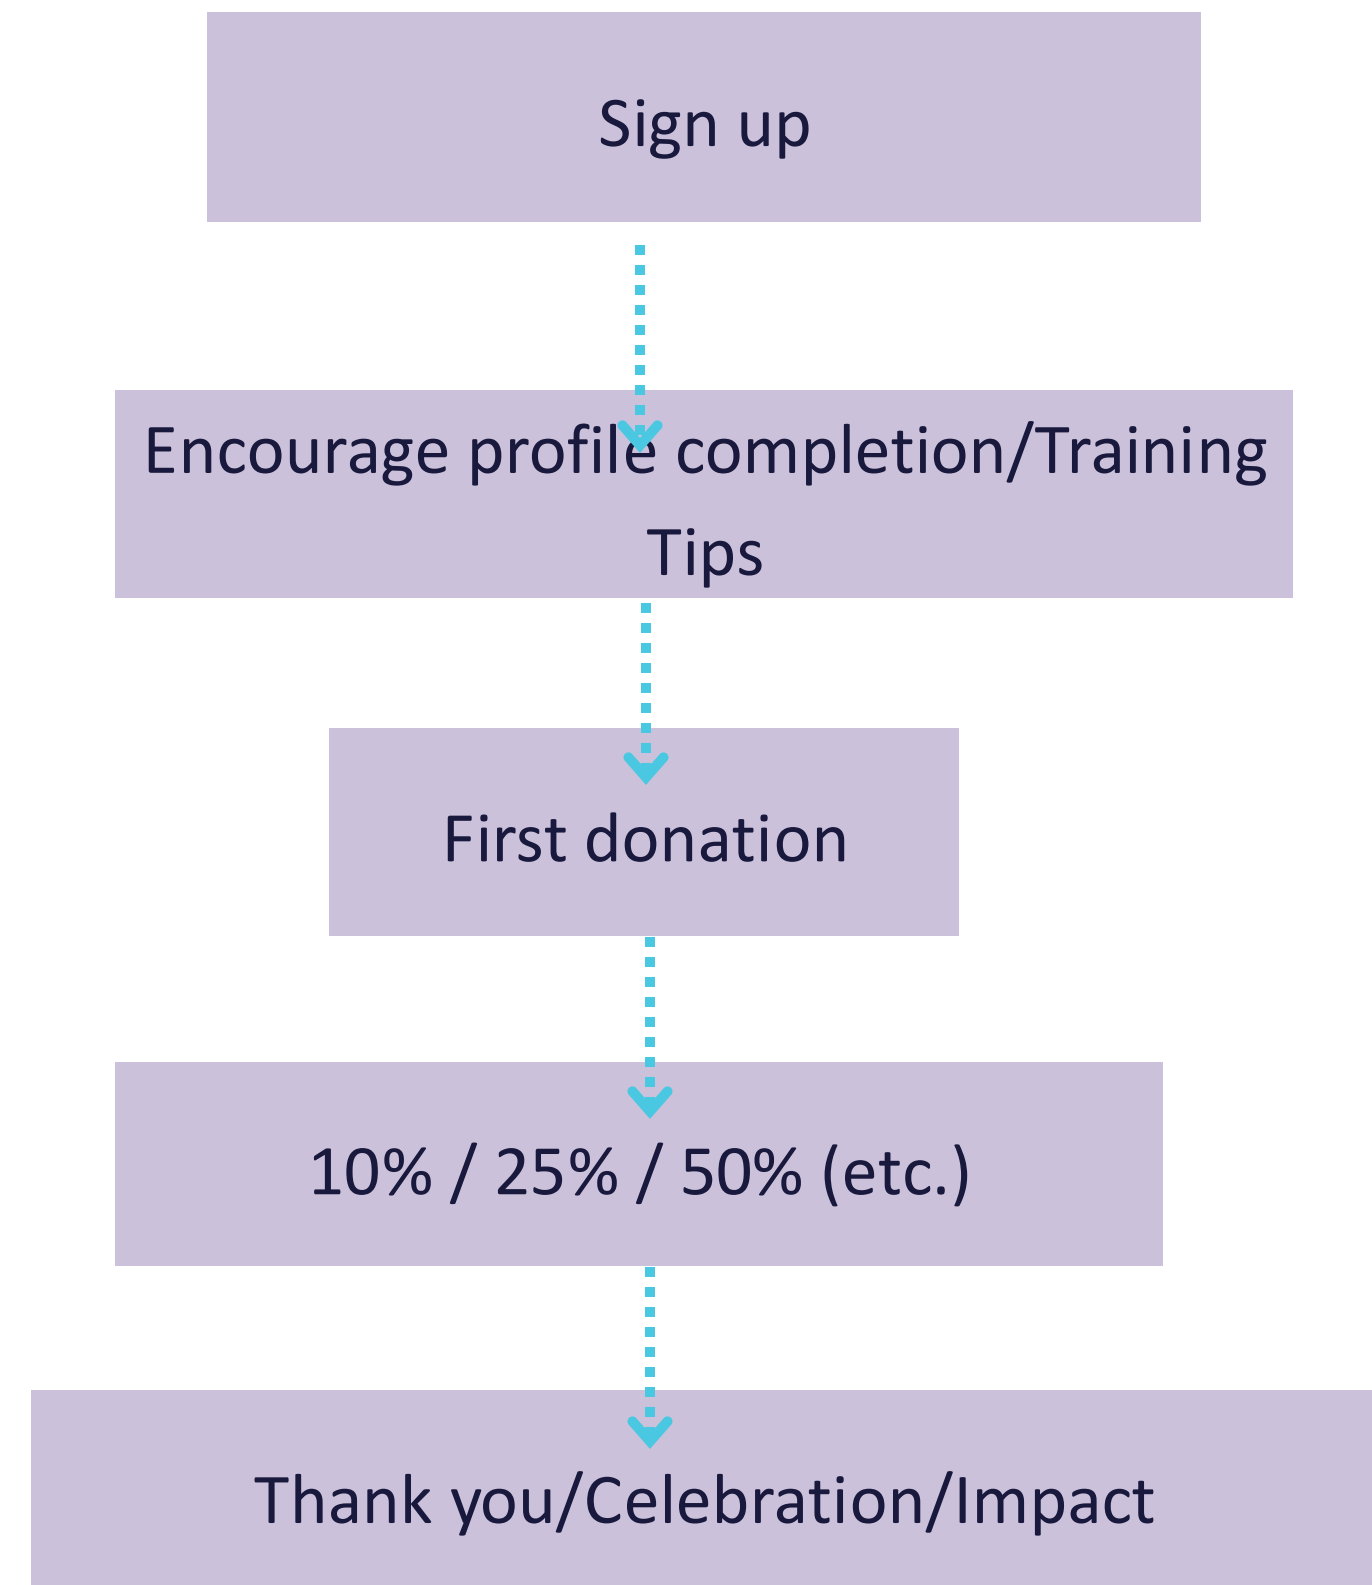 Sign up
Encourage profile completion/Training
Tips
First donation
10% / 25% / 50% (etc.)
Thank you/Celebration/Impact